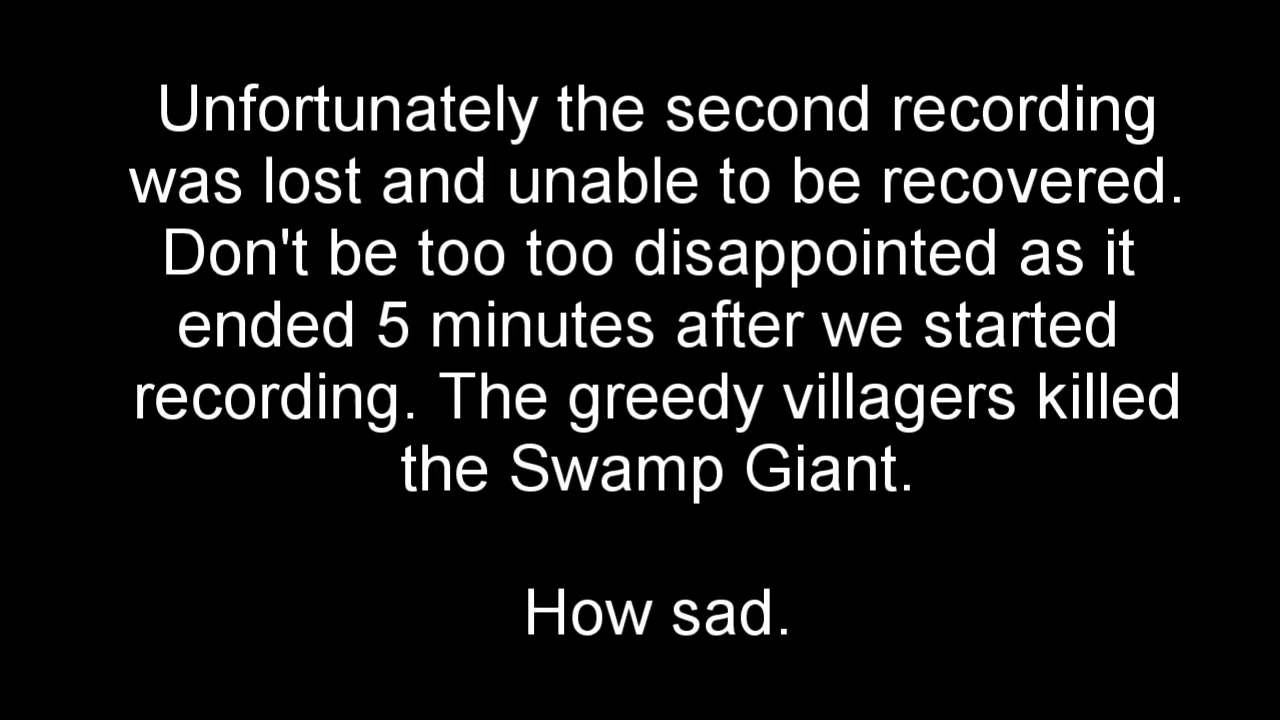 Unfortunately the second recording
was lost and unable to be recovered.
Don't be too too disappointed as it
ended 5 minutes after we started
recording. The greedy villagers killed
the Swamp Giant.
How sad.